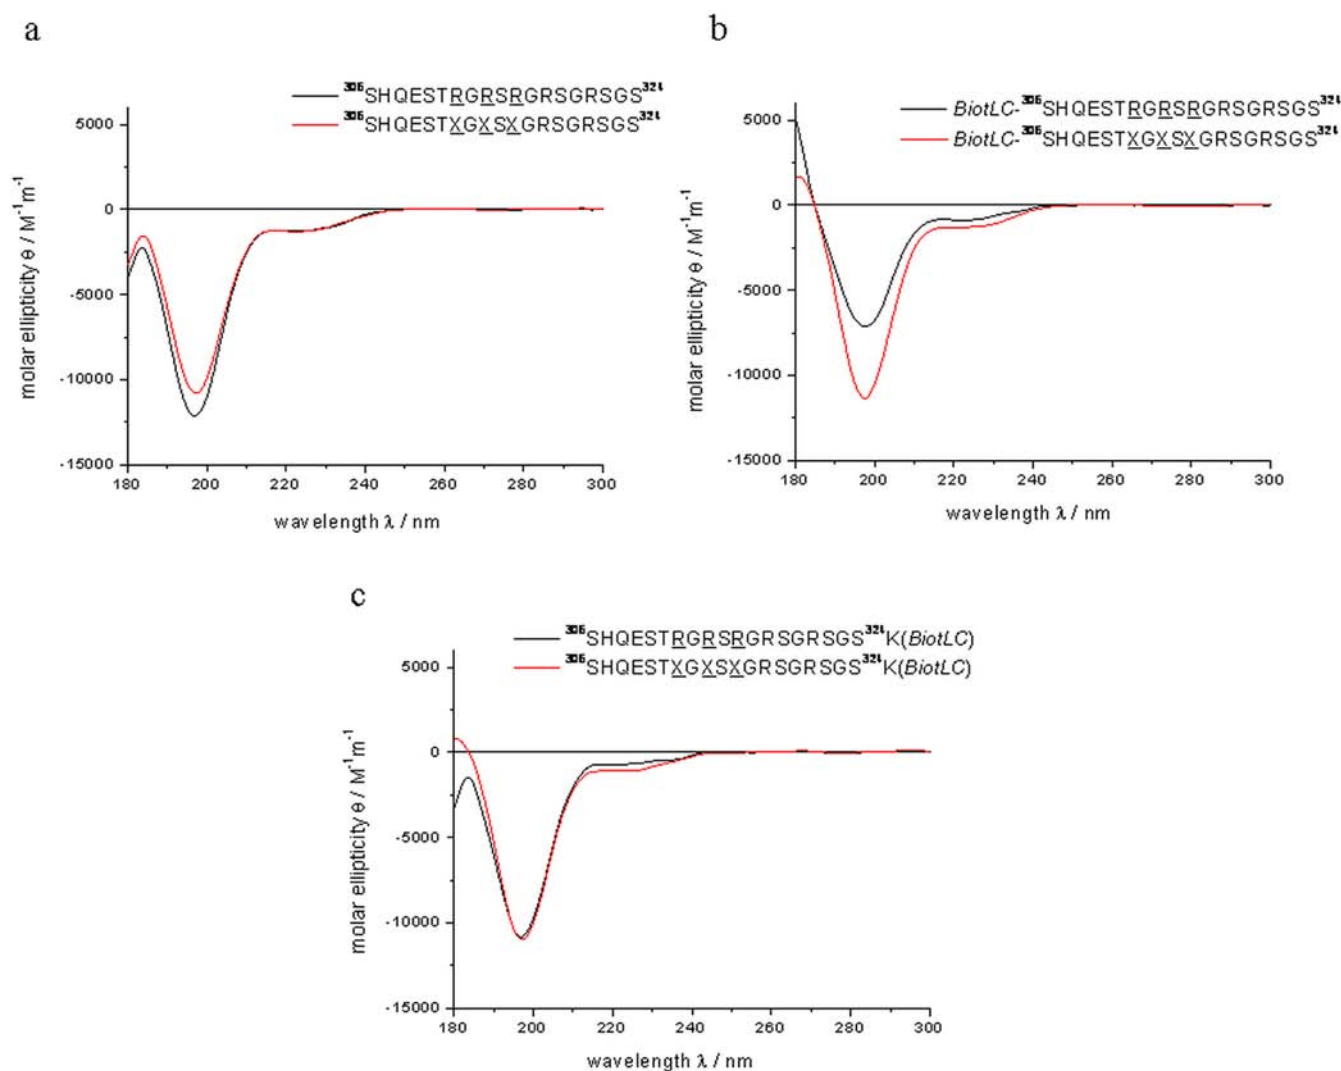 a
³⁰⁶SHQESTRGRSRGRSGRSGS³²⁴
³⁰⁶SHQESTXGXSXGRSGRSGS³²⁴
5000
0
-5000
-10000
-15000
180 200 220 240 260 280 300
molar ellipticity θ / M⁻¹m⁻¹
wavelength λ / nm
b
BiotLC-³⁰⁶SHQESTRGRSRGRSGRSGS³²⁴
BiotLC-³⁰⁶SHQESTXGXSXGRSGRSGS³²⁴
5000
0
-5000
-10000
-15000
180 200 220 240 260 280 300
molar ellipticity θ / M⁻¹m⁻¹
wavelength λ / nm
c
³⁰⁶SHQESTRGRSRGRSGRSGS³²⁴K(BiotLC)
³⁰⁶SHQESTXGXSXGRSGRSGS³²⁴K(BiotLC)
5000
0
-5000
-10000
-15000
180 200 220 240 260 280 300
molar ellipticity θ / M⁻¹m⁻¹
wavelength λ / nm